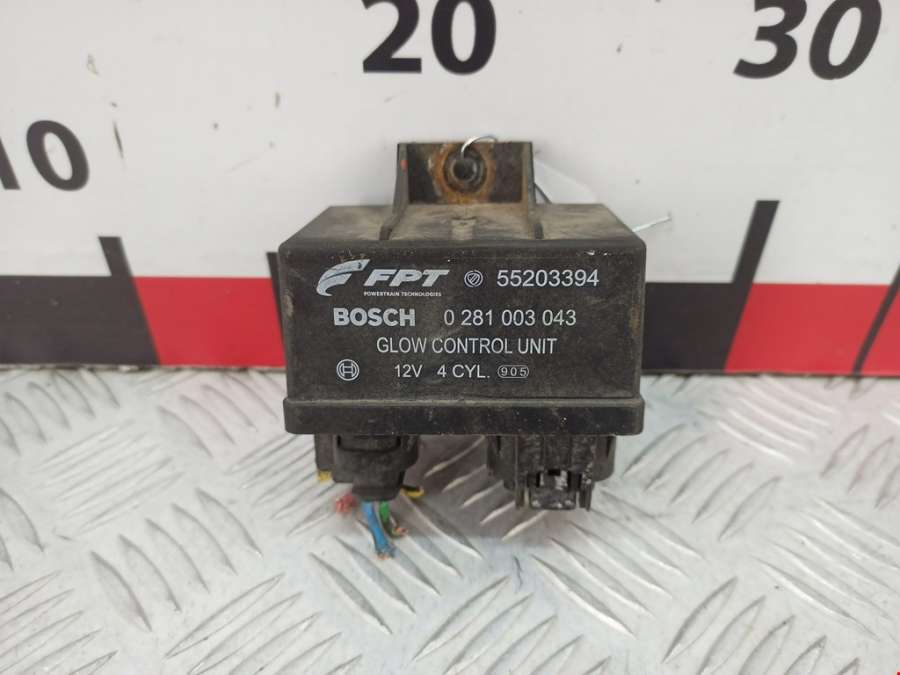 10 20 30
FPT 55203394
POWERTRAIN TECHNOLOGIES
BOSCH 0 281 003 043
GLOW CONTROL UNIT
12V 4 CYL. 905